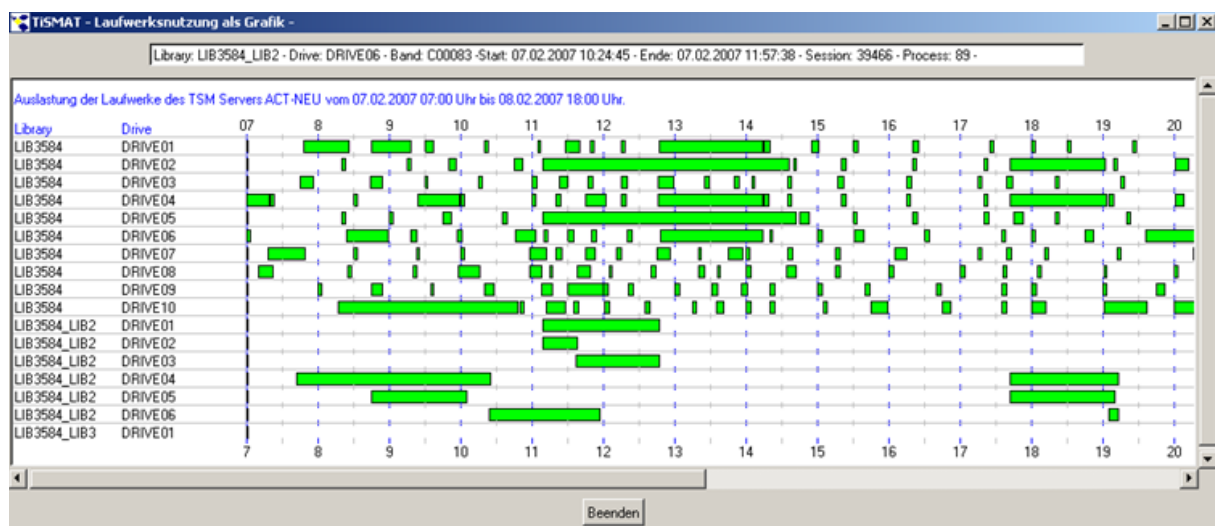 TiSMAT - Laufwerksnutzung als Grafik -
Library: LIB3584_LIB2 - Drive: DRIVE06 - Band: C00083 -Start: 07.02.2007 10:24:45 - Ende: 07.02.2007 11:57:38 - Session: 39466 - Process: 89 -
Auslastung der Laufwerke des TSM Servers ACT-NEU vom 07.02.2007 07:00 Uhr bis 08.02.2007 18:00 Uhr.
Library Drive 07 8 9 10 11 12 13 14 15 16 17 18 19 20
LIB3584 DRIVE01
LIB3584 DRIVE02
LIB3584 DRIVE03
LIB3584 DRIVE04
LIB3584 DRIVE05
LIB3584 DRIVE06
LIB3584 DRIVE07
LIB3584 DRIVE08
LIB3584 DRIVE09
LIB3584 DRIVE10
LIB3584_LIB2 DRIVE01
LIB3584_LIB2 DRIVE02
LIB3584_LIB2 DRIVE03
LIB3584_LIB2 DRIVE04
LIB3584_LIB2 DRIVE05
LIB3584_LIB2 DRIVE06
LIB3584_LIB3 DRIVE01
7 8 9 10 11 12 13 14 15 16 17 18 19 20
Beenden